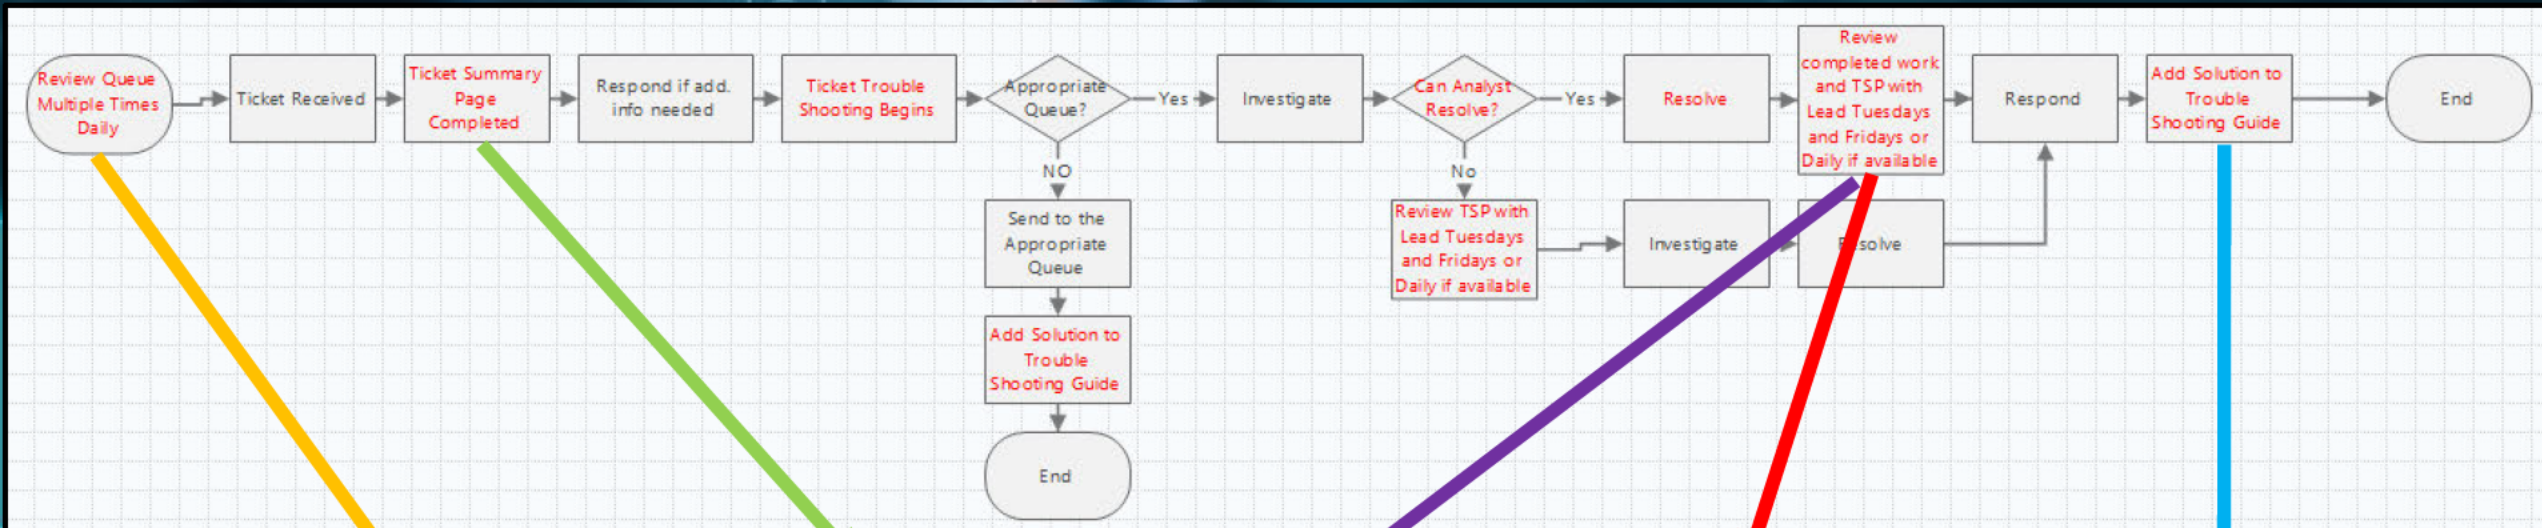 Review Queue
Multiple Times
Daily
Ticket Received
Ticket Summary
Page
Completed
Respond if add.
info needed
Ticket Trouble
Shooting Begins
Appropriate
Queue?
Yes
Investigate
Can Analyst
Resolve?
Yes
Resolve
Review
completed work
and TSP with
Lead Tuesdays
and Fridays or
Daily if available
Respond
Add Solution to
Trouble
Shooting Guide
End
NO
Send to the
Appropriate
Queue
Add Solution to
Trouble
Shooting Guide
End
No
Review TSP with
Lead Tuesdays
and Fridays or
Daily if available
Investigate
Resolve